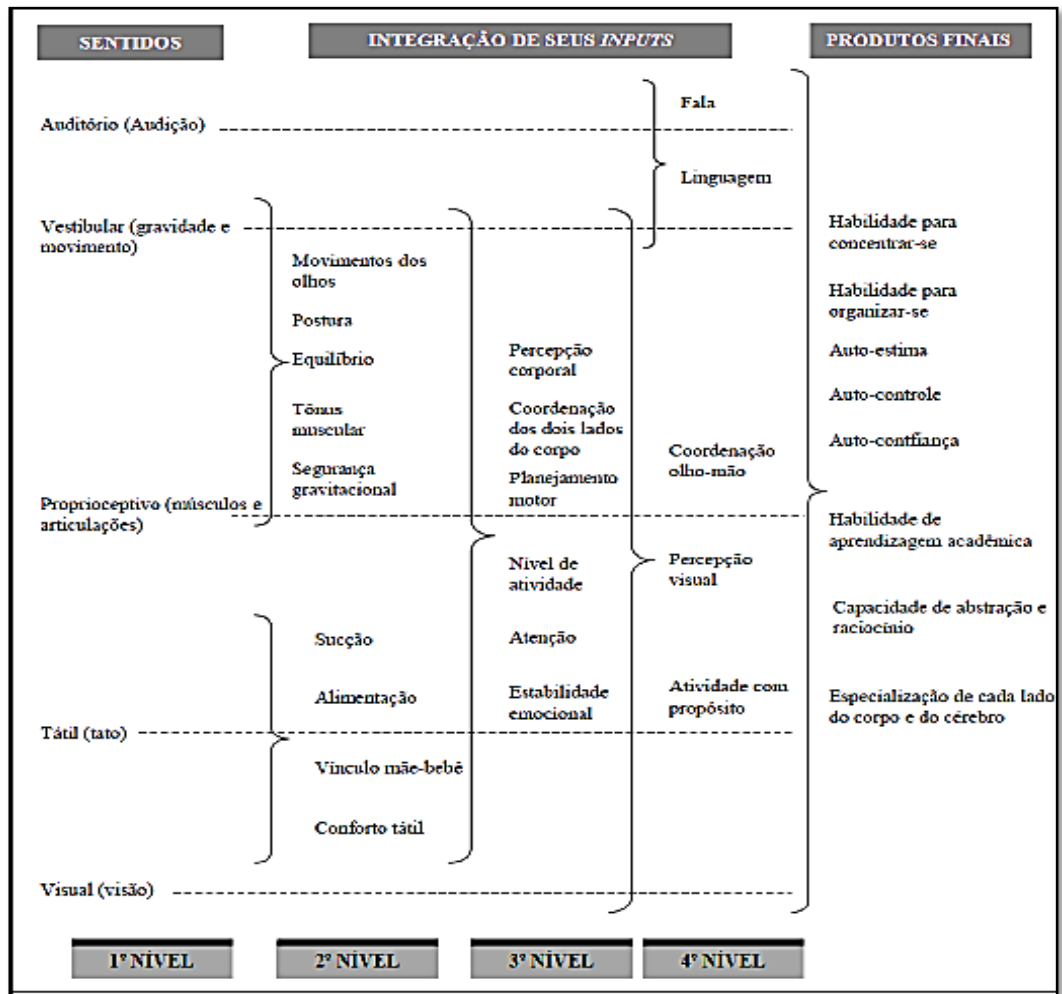 SENTIDOS
INTEGRAÇÃO DE SEUS INPUTS
PRODUTOS FINAIS
Auditório (Audição)
Vestibular (gravidade e
movimento)
Proprioceptivo (músculos e
articulações)
Tátil (tato)
Visual (visão)
Movimentos dos
olhos
Postura
Equilíbrio
Tônus
muscular
Segurança
gravitacional
Sucção
Alimentação
Vínculo mãe-bebê
Conforto tátil
Percepção
corporal
Coordenação
dos dois lados
do corpo
Planejamento
motor
Nível de
atividade
Atenção
Estabilidade
emocional
Fala
Linguagem
Coordenação
olho-mão
Percepção
visual
Atividade com
propósito
Habilidade para
concentrar-se
Habilidade para
organizar-se
Auto-estima
Auto-controle
Auto-contfiança
Habilidade de
aprendizagem acadêmica
Capacidade de abstração e
raciocínio
Especialização de cada lado
do corpo e do cérebro
1º NÍVEL
2º NÍVEL
3º NÍVEL
4º NÍVEL